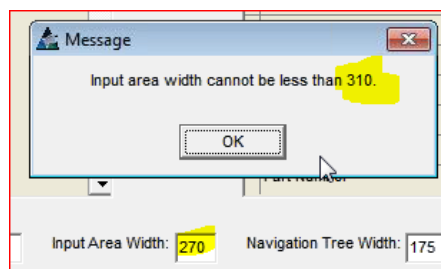 Message
Input area width cannot be less than 310.
OK
Part Number
Input Area Width: 270 Navigation Tree Width: 175